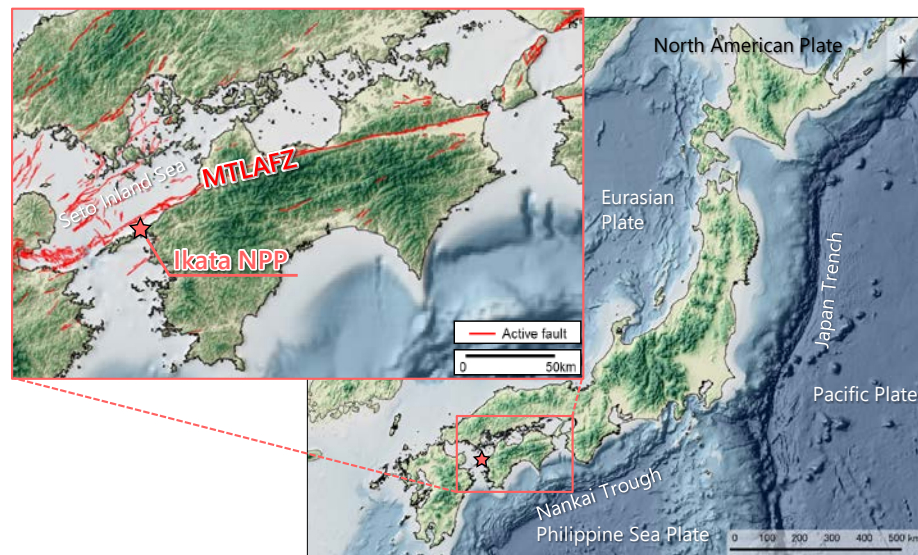 North American Plate
N
MTLAFZ
Seto Inland Sea
Ikata NPP
Active fault
0 50km
Eurasian
Plate
Japan Trench
Pacific Plate
Nankai Trough
Philippine Sea Plate
0 100 200 300 400 500 km